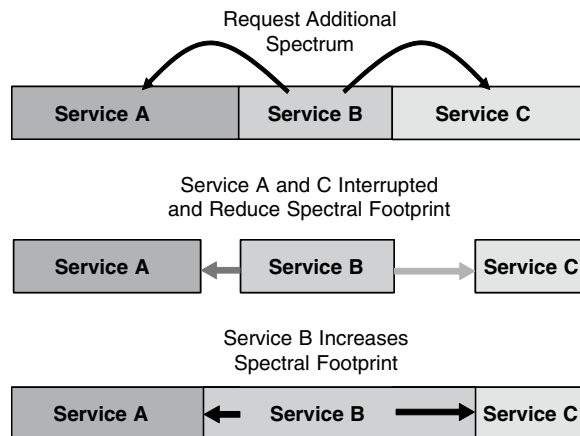 Request Additional
Spectrum
Service A Service B Service C
Service A and C Interrupted
and Reduce Spectral Footprint
Service A Service B Service C
Service B Increases
Spectral Footprint
Service A Service B Service C